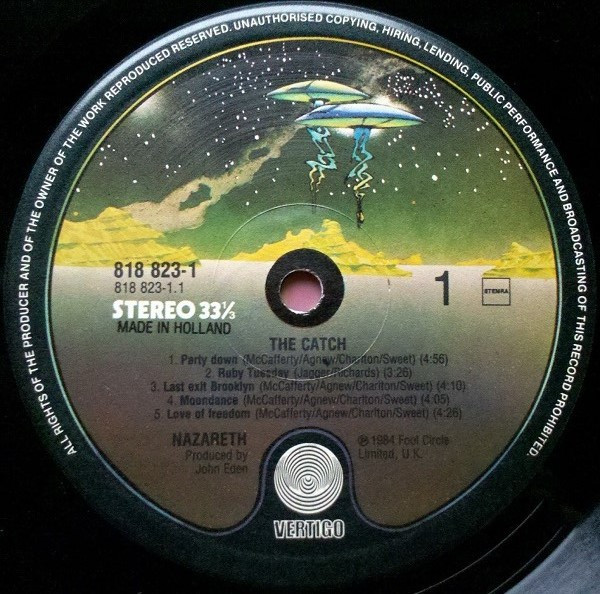 ALL RIGHTS OF THE PRODUCER AND OF THE OWNER OF THE WORK REPRODUCED RESERVED. UNAUTHORISED COPYING, HIRING, LENDING, PUBLIC PERFORMANCE AND BROADCASTING OF THIS RECORD PROHIBITED.
818 823-1
818 823-1.1
STEREO 33⅓
MADE IN HOLLAND
1
STEMRA
THE CATCH
1. Party down (McCafferty/Agnew/Charlton/Sweet) (4:56)
2. Ruby Tuesday (Jagger/Richards) (3:26)
3. Last exit Brooklyn (McCafferty/Agnew/Charlton/Sweet) (4:10)
4. Moondance (McCafferty/Agnew/Charlton/Sweet) (4:05)
5 Love of freedom (McCafferty/Agnew/Charlton/Sweet) (4:26)
NAZARETH
Produced by
John Eden
℗ 1984 Fool Circle
Limited, U.K.
VERTIGO